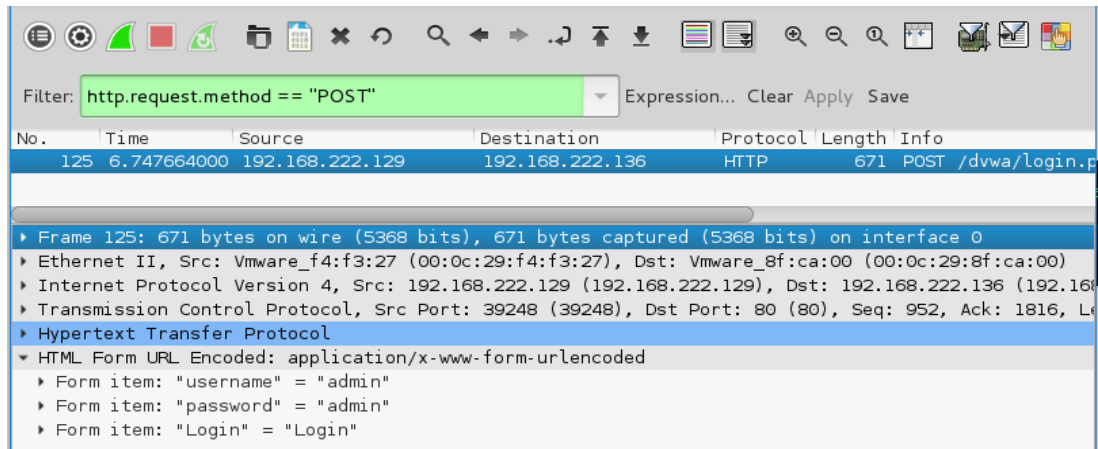 Filter: http.request.method == "POST" Expression... Clear Apply Save
No. Time Source Destination Protocol Length Info
125 6.747664000 192.168.222.129 192.168.222.136 HTTP 671 POST /dvwa/login.p
Frame 125: 671 bytes on wire (5368 bits), 671 bytes captured (5368 bits) on interface 0
Ethernet II, Src: Vmware_f4:f3:27 (00:0c:29:f4:f3:27), Dst: Vmware_8f:ca:00 (00:0c:29:8f:ca:00)
Internet Protocol Version 4, Src: 192.168.222.129 (192.168.222.129), Dst: 192.168.222.136 (192.168
Transmission Control Protocol, Src Port: 39248 (39248), Dst Port: 80 (80), Seq: 952, Ack: 1816, Le
Hypertext Transfer Protocol
HTML Form URL Encoded: application/x-www-form-urlencoded
Form item: "username" = "admin"
Form item: "password" = "admin"
Form item: "Login" = "Login"